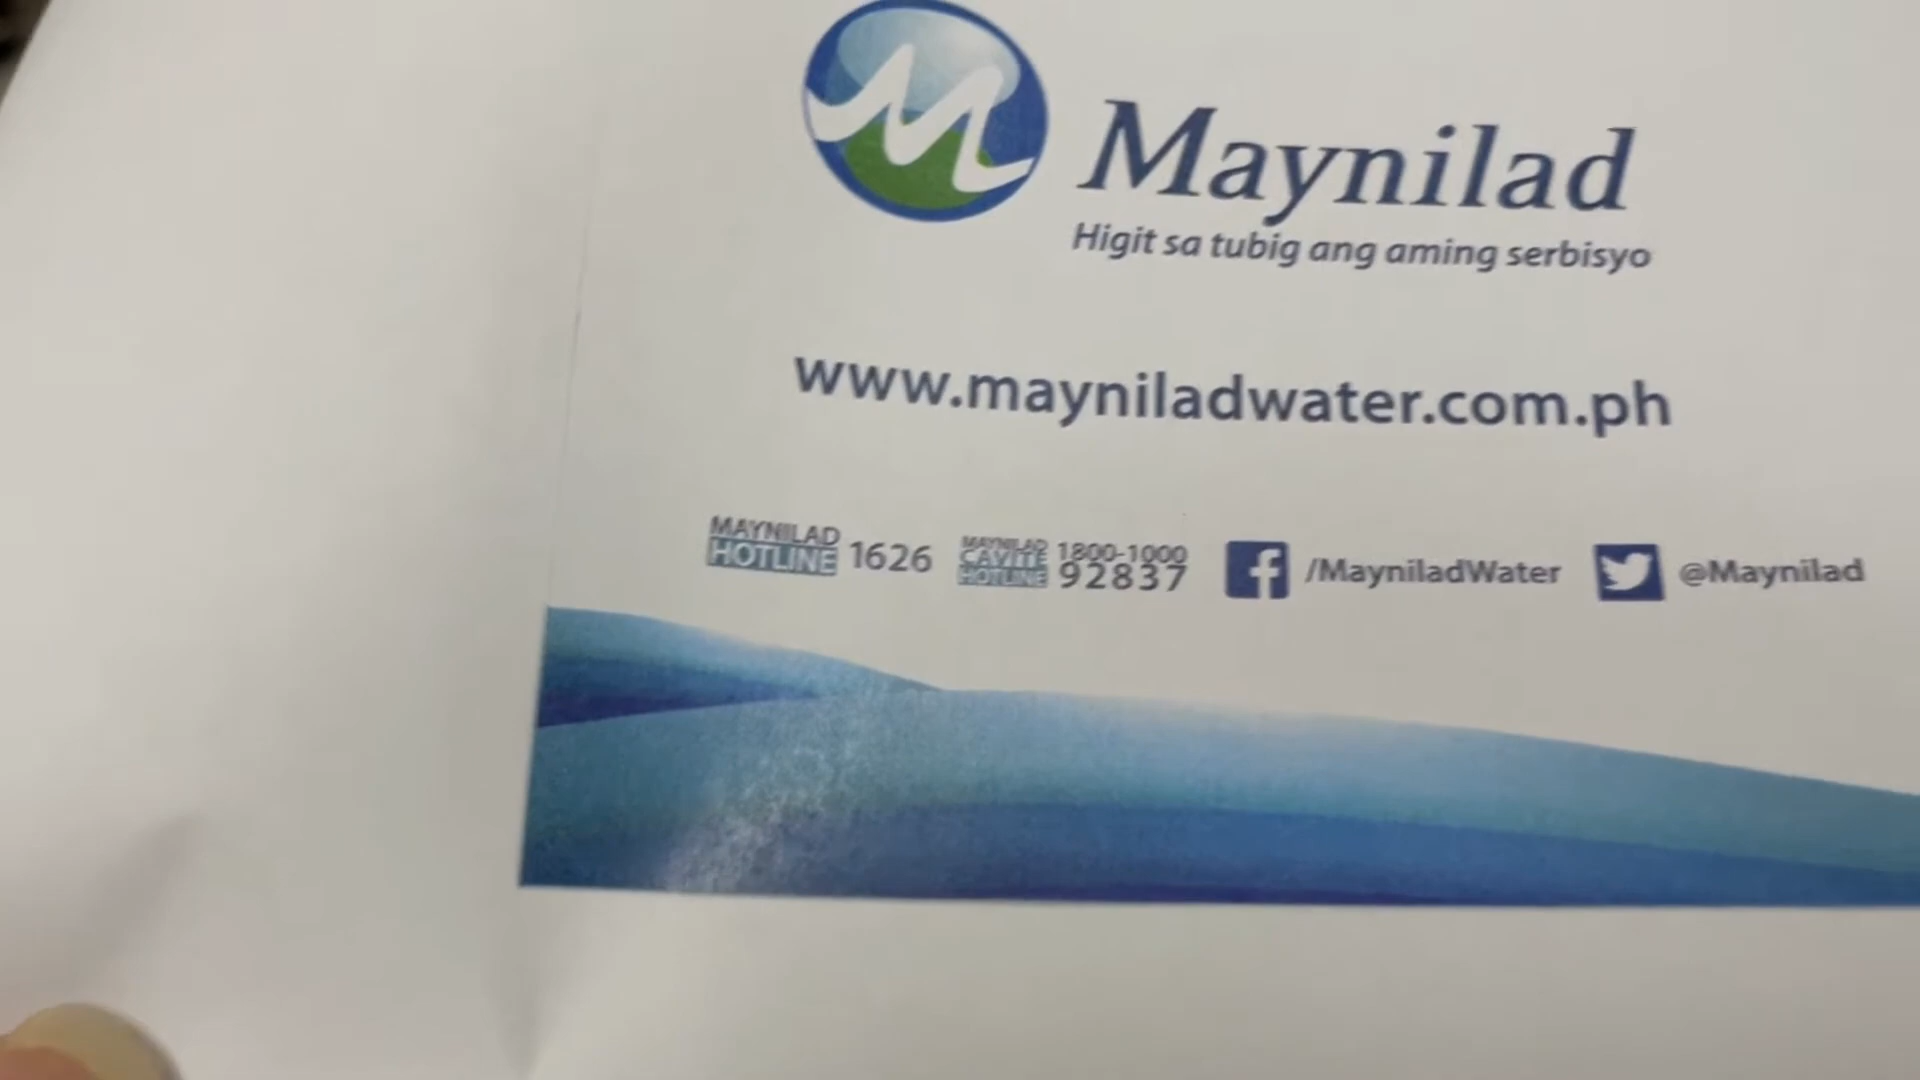 Maynilad
Higit sa tubig ang aming serbisyo
www.mayniladwater.com.ph
MAYNILAD
HOTLINE 1626
MAYNILAD
CAVITE
HOTLINE
1800-1000
92837
/MayniladWater
@Maynilad